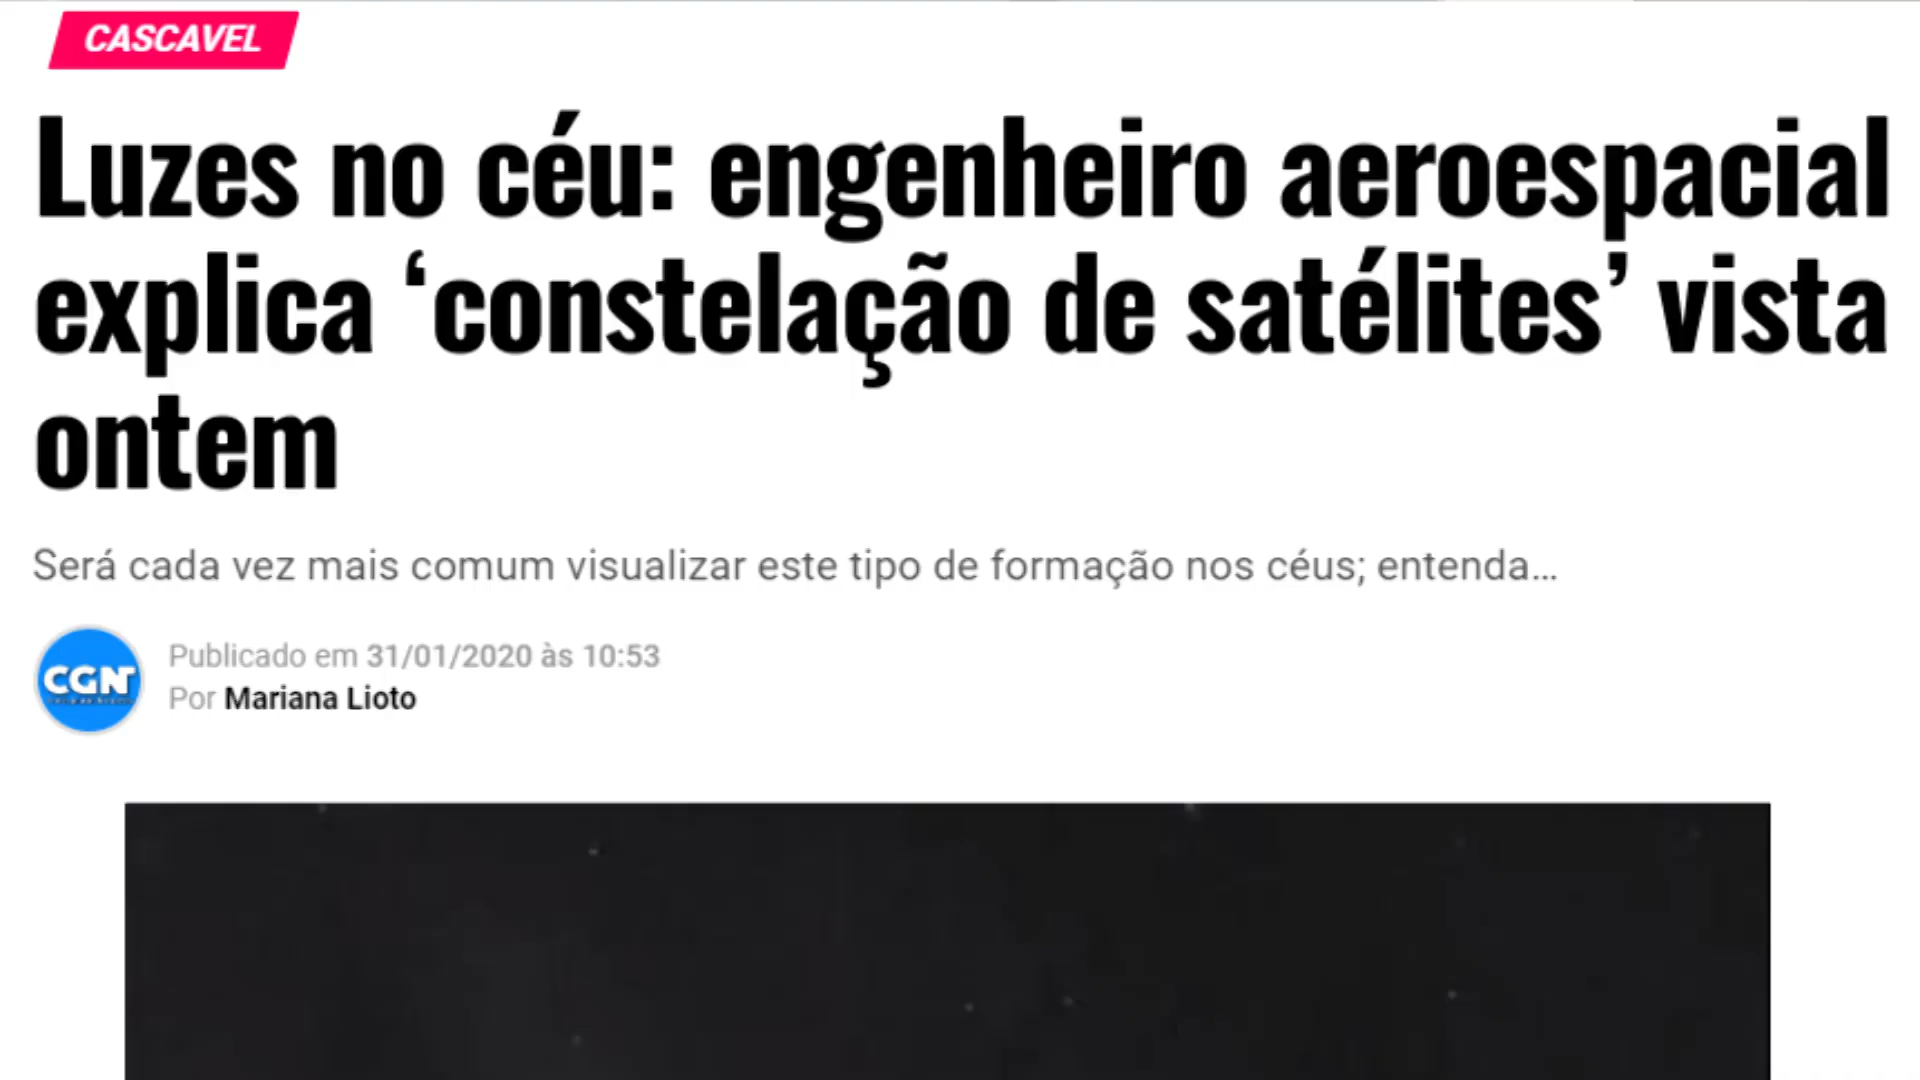 CASCAVEL
Luzes no céu: engenheiro aeroespacial
explica ‘constelação de satélites’ vista
ontem
Será cada vez mais comum visualizar este tipo de formação nos céus; entenda...
CGN
Publicado em 31/01/2020 às 10:53
Por Mariana Lioto